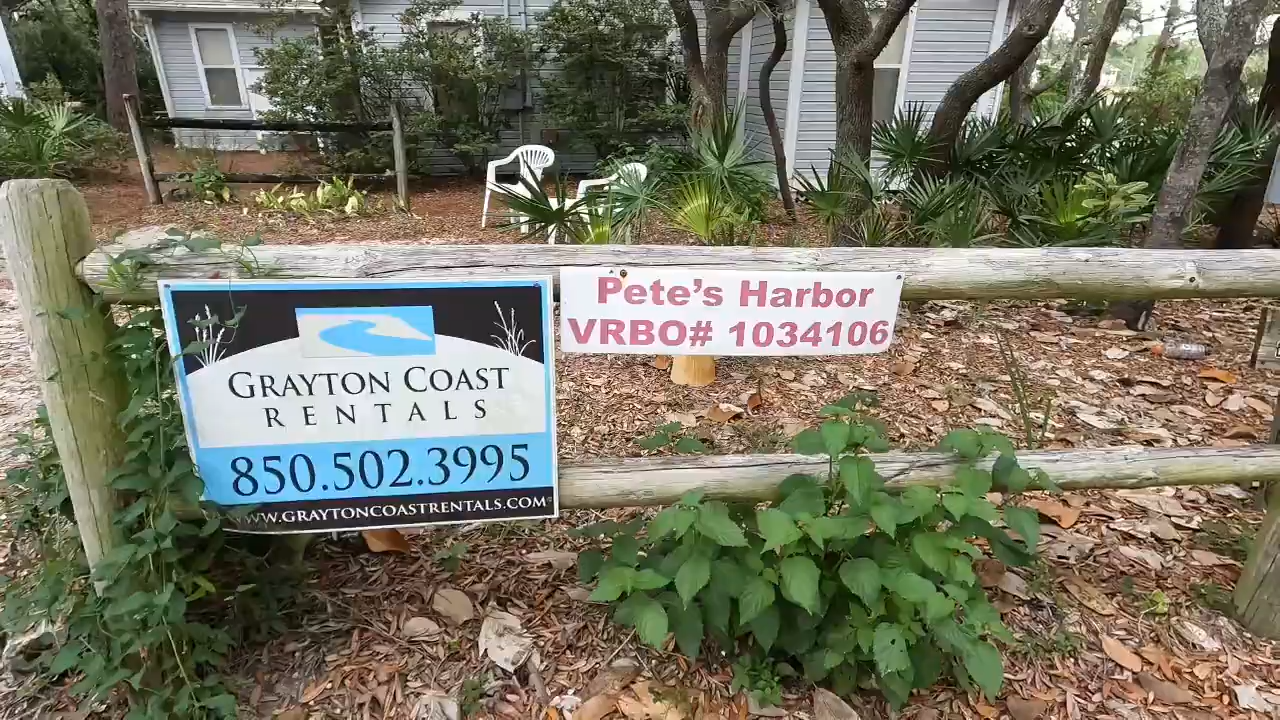 GRAYTON COAST
RENTALS
850.502.3995
WWW.GRAYTONCOASTRENTALS.COM
Pete's Harbor
VRBO# 1034106